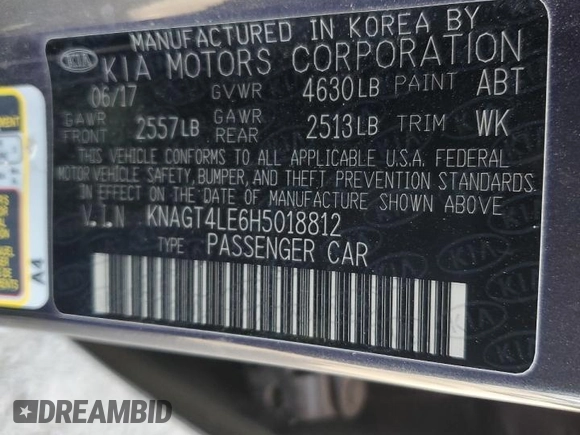 MANUFACTURED IN KOREA BY
KIA KIA MOTORS CORPORATION
06/17 GVWR 4630LB PAINT ABT
GAWR FRONT 2557LB GAWR REAR 2513LB TRIM WK
THIS VEHICLE CONFORMS TO ALL APPLICABLE U.S.A. FEDERAL
MOTOR VEHICLE SAFETY, BUMPER, AND THEFT PREVENTION STANDARDS
IN EFFECT ON THE DATE OF MANUFACTURE SHOWN ABOVE.
V.I.N KNAGT4LE6H5018812
TYPE: PASSENGER CAR
A4
DREAMBID